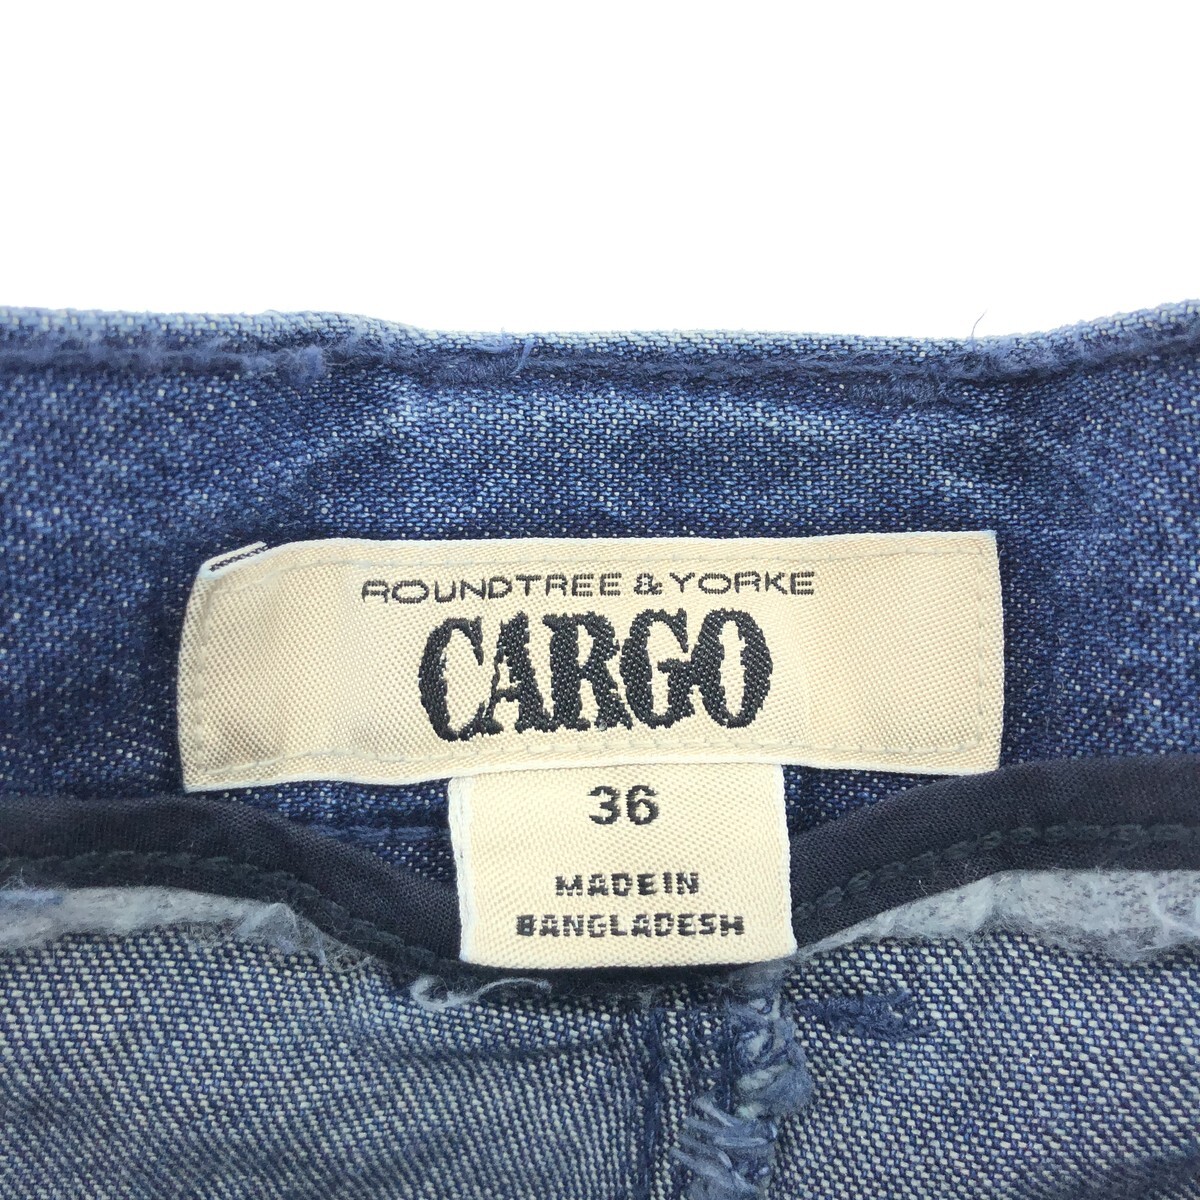 ROUNDTREE & YORKE
CARGO
36
MADE IN
BANGLADESH